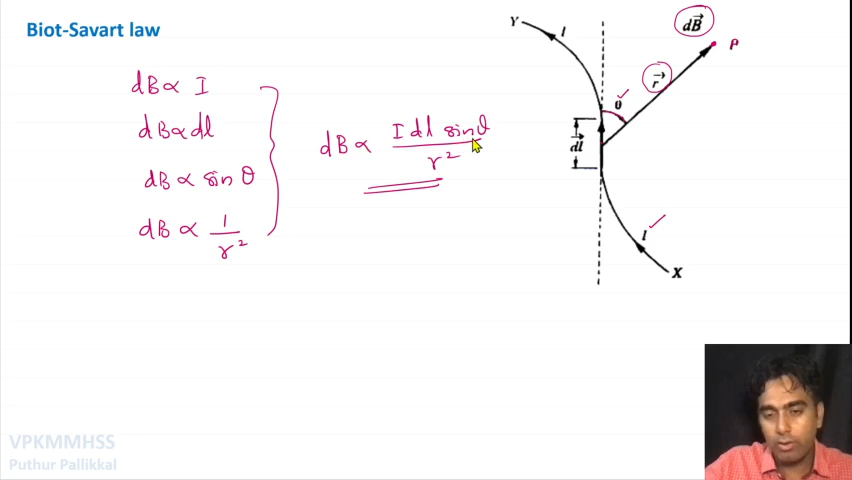 Biot-Savart law
dB ∝ I
dB ∝ dl
dB ∝ sin θ
dB ∝ 1/r²
dB ∝ I dl sinθ / r²
Y
I
dB⃗
P
r⃗
θ
dl⃗
I
X
VPKMMHSS
Puthur Pallikkal